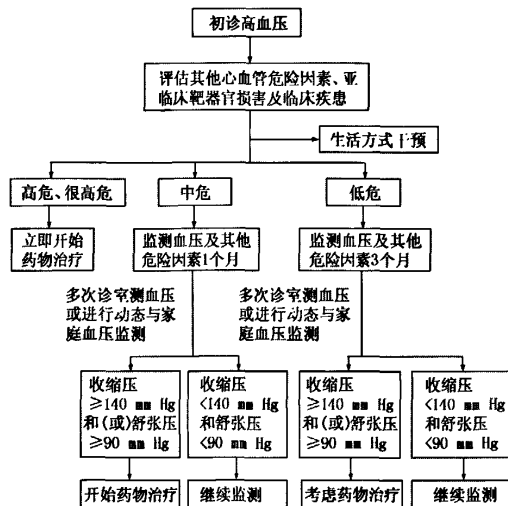 初诊高血压
评估其他心血管危险因素、亚
临床靶器官损害及临床疾患
生活方式干预
高危、很高危
中危
低危
立即开始
药物治疗
监测血压及其他
危险因素1个月
监测血压及其他
危险因素3个月
多次诊室测血压
或进行动态与家
庭血压监测
多次诊室测血压
或进行动态与家
庭血压监测
收缩压
≥140 mm Hg
和(或)舒张压
≥90 mm Hg
收缩压
<140 mm Hg
和舒张压
<90 mm Hg
收缩压
≥140 mm Hg
和(或)舒张压
≥90 mm Hg
收缩压
<140 mm Hg
和舒张压
<90 mm Hg
开始药物治疗
继续监测
考虑药物治疗
继续监测